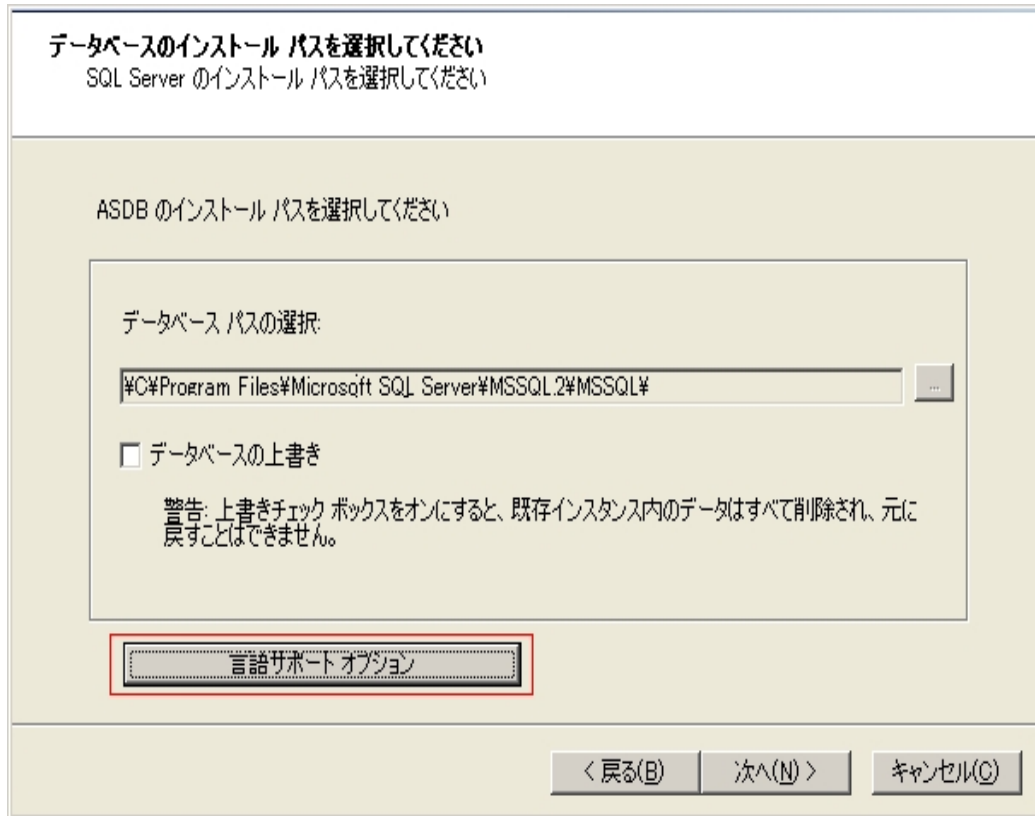 データベースのインストール パスを選択してください
SQL Server のインストール パスを選択してください
ASDB のインストール パスを選択してください
データベース パスの選択:
¥C¥Program Files¥Microsoft SQL Server¥MSSQL.2¥MSSQL¥
...
データベースの上書き
警告: 上書きチェック ボックスをオンにすると、既存インスタンス内のデータはすべて削除され、元に
戻すことはできません。
言語サポート オプション
< 戻る(B) 次へ(N) > キャンセル(C)